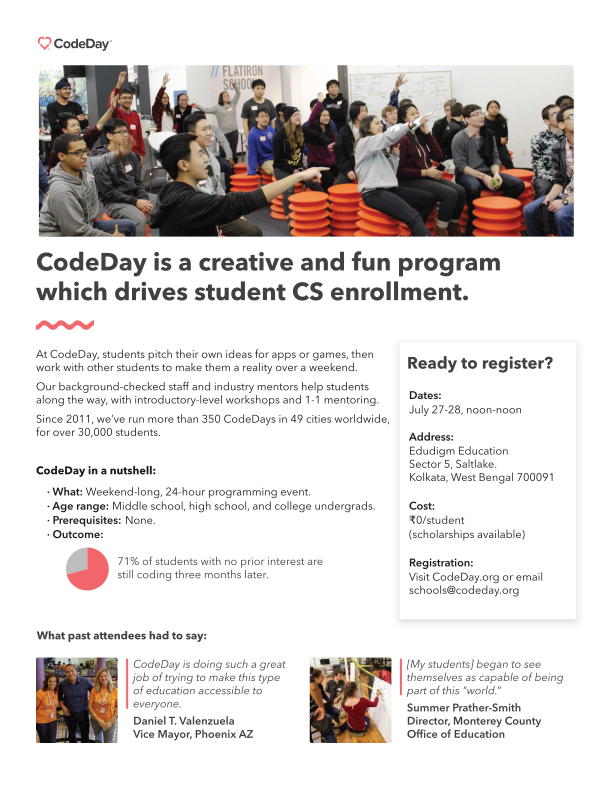 CodeDay
FLATIRON
SCHOOL
CodeDay is a creative and fun program
which drives student CS enrollment.
At CodeDay, students pitch their own ideas for apps or games, then
work with other students to make them a reality over a weekend.
Our background-checked staff and industry mentors help students
along the way, with introductory-level workshops and 1-1 mentoring.
Since 2011, we've run more than 350 CodeDays in 49 cities worldwide,
for over 30,000 students.
CodeDay in a nutshell:
· What: Weekend-long, 24-hour programming event.
· Age range: Middle school, high school, and college undergrads.
· Prerequisites: None.
· Outcome:
71% of students with no prior interest are
still coding three months later.
Ready to register?
Dates:
July 27-28, noon-noon
Address:
Edudigm Education
Sector 5, Saltlake.
Kolkata, West Bengal 700091
Cost:
₹0/student
(scholarships available)
Registration:
Visit CodeDay.org or email
schools@codeday.org
What past attendees had to say:
CodeDay is doing such a great
job of trying to make this type
of education accessible to
everyone.
Daniel T. Valenzuela
Vice Mayor, Phoenix AZ
[My students] began to see
themselves as capable of being
part of this "world."
Summer Prather-Smith
Director, Monterey County
Office of Education